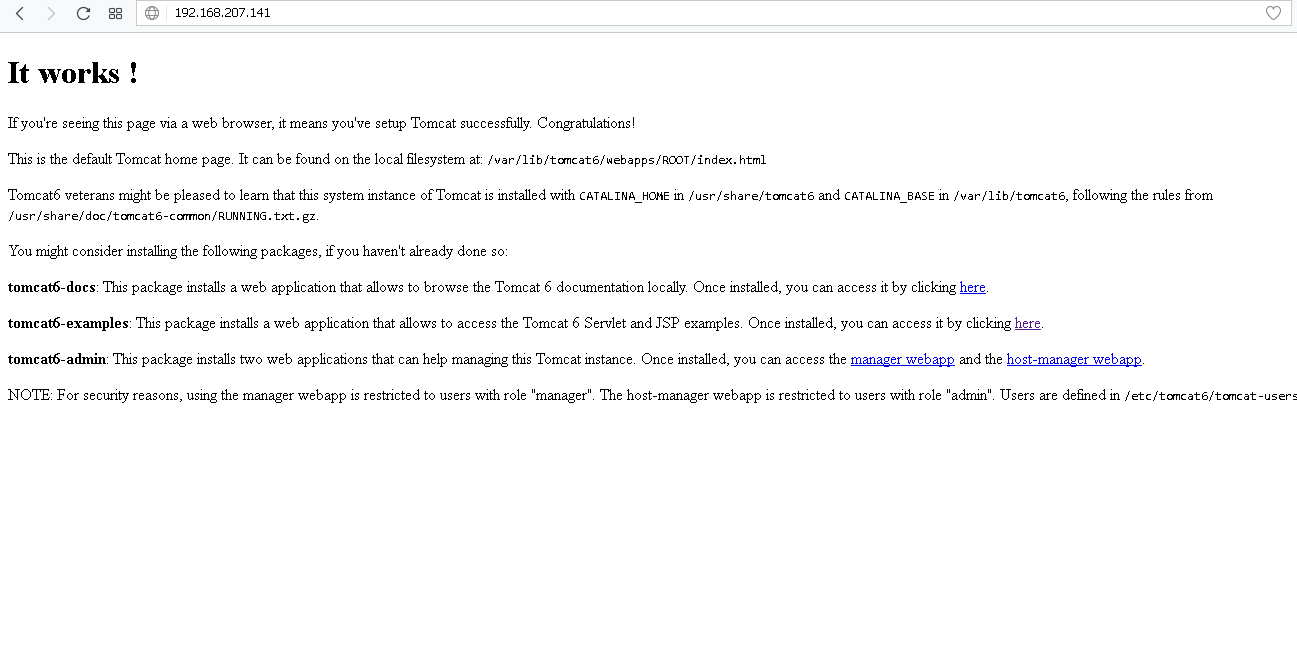 192.168.207.141
It works !
If you're seeing this page via a web browser, it means you've setup Tomcat successfully. Congratulations!
This is the default Tomcat home page. It can be found on the local filesystem at: /var/lib/tomcat6/webapps/ROOT/index.html
Tomcat6 veterans might be pleased to learn that this system instance of Tomcat is installed with CATALINA_HOME in /usr/share/tomcat6 and CATALINA_BASE in /var/lib/tomcat6, following the rules from
/usr/share/doc/tomcat6-common/RUNNING.txt.gz.
You might consider installing the following packages, if you haven't already done so:
tomcat6-docs: This package installs a web application that allows to browse the Tomcat 6 documentation locally. Once installed, you can access it by clicking here.
tomcat6-examples: This package installs a web application that allows to access the Tomcat 6 Servlet and JSP examples. Once installed, you can access it by clicking here.
tomcat6-admin: This package installs two web applications that can help managing this Tomcat instance. Once installed, you can access the manager webapp and the host-manager webapp.
NOTE: For security reasons, using the manager webapp is restricted to users with role "manager". The host-manager webapp is restricted to users with role "admin". Users are defined in /etc/tomcat6/tomcat-users